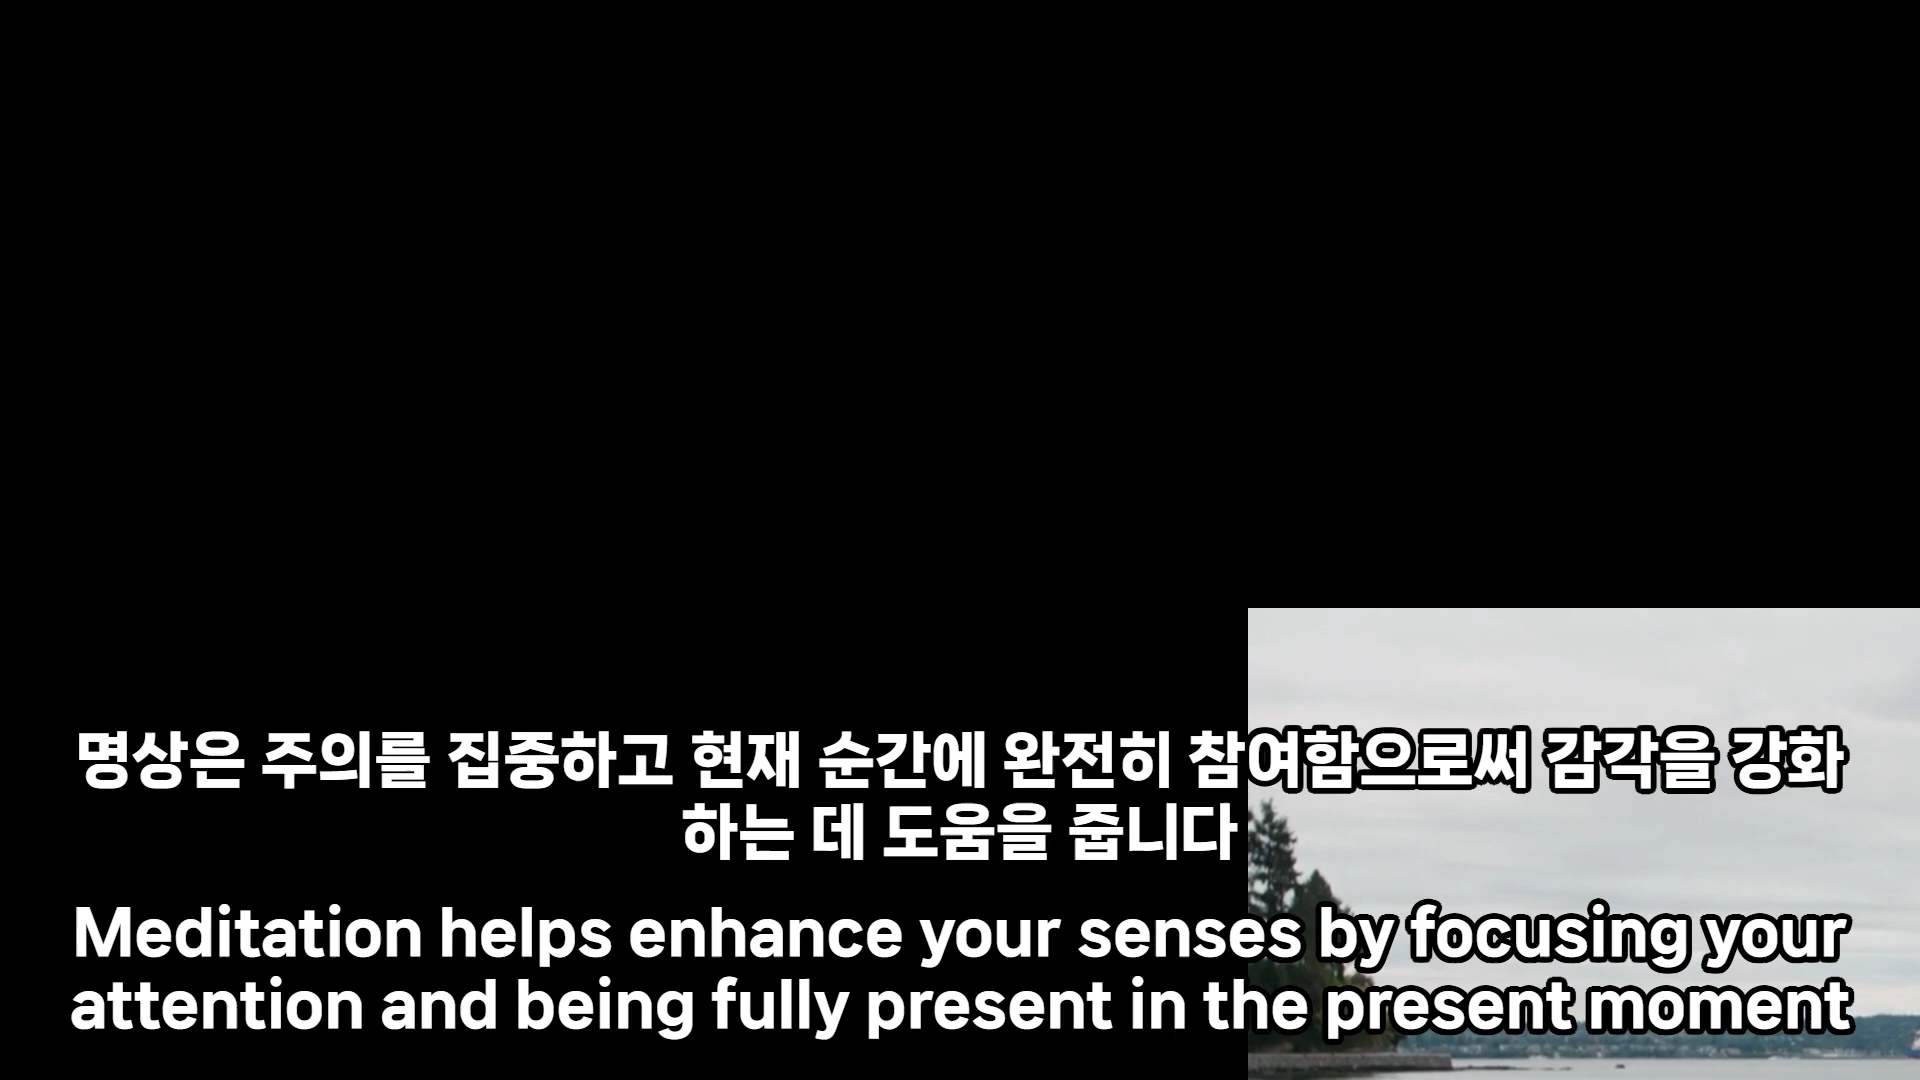 명상은 주의를 집중하고 현재 순간에 완전히 참여함으로써 감각을 강화
하는 데 도움을 줍니다
Meditation helps enhance your senses by focusing your
attention and being fully present in the present moment